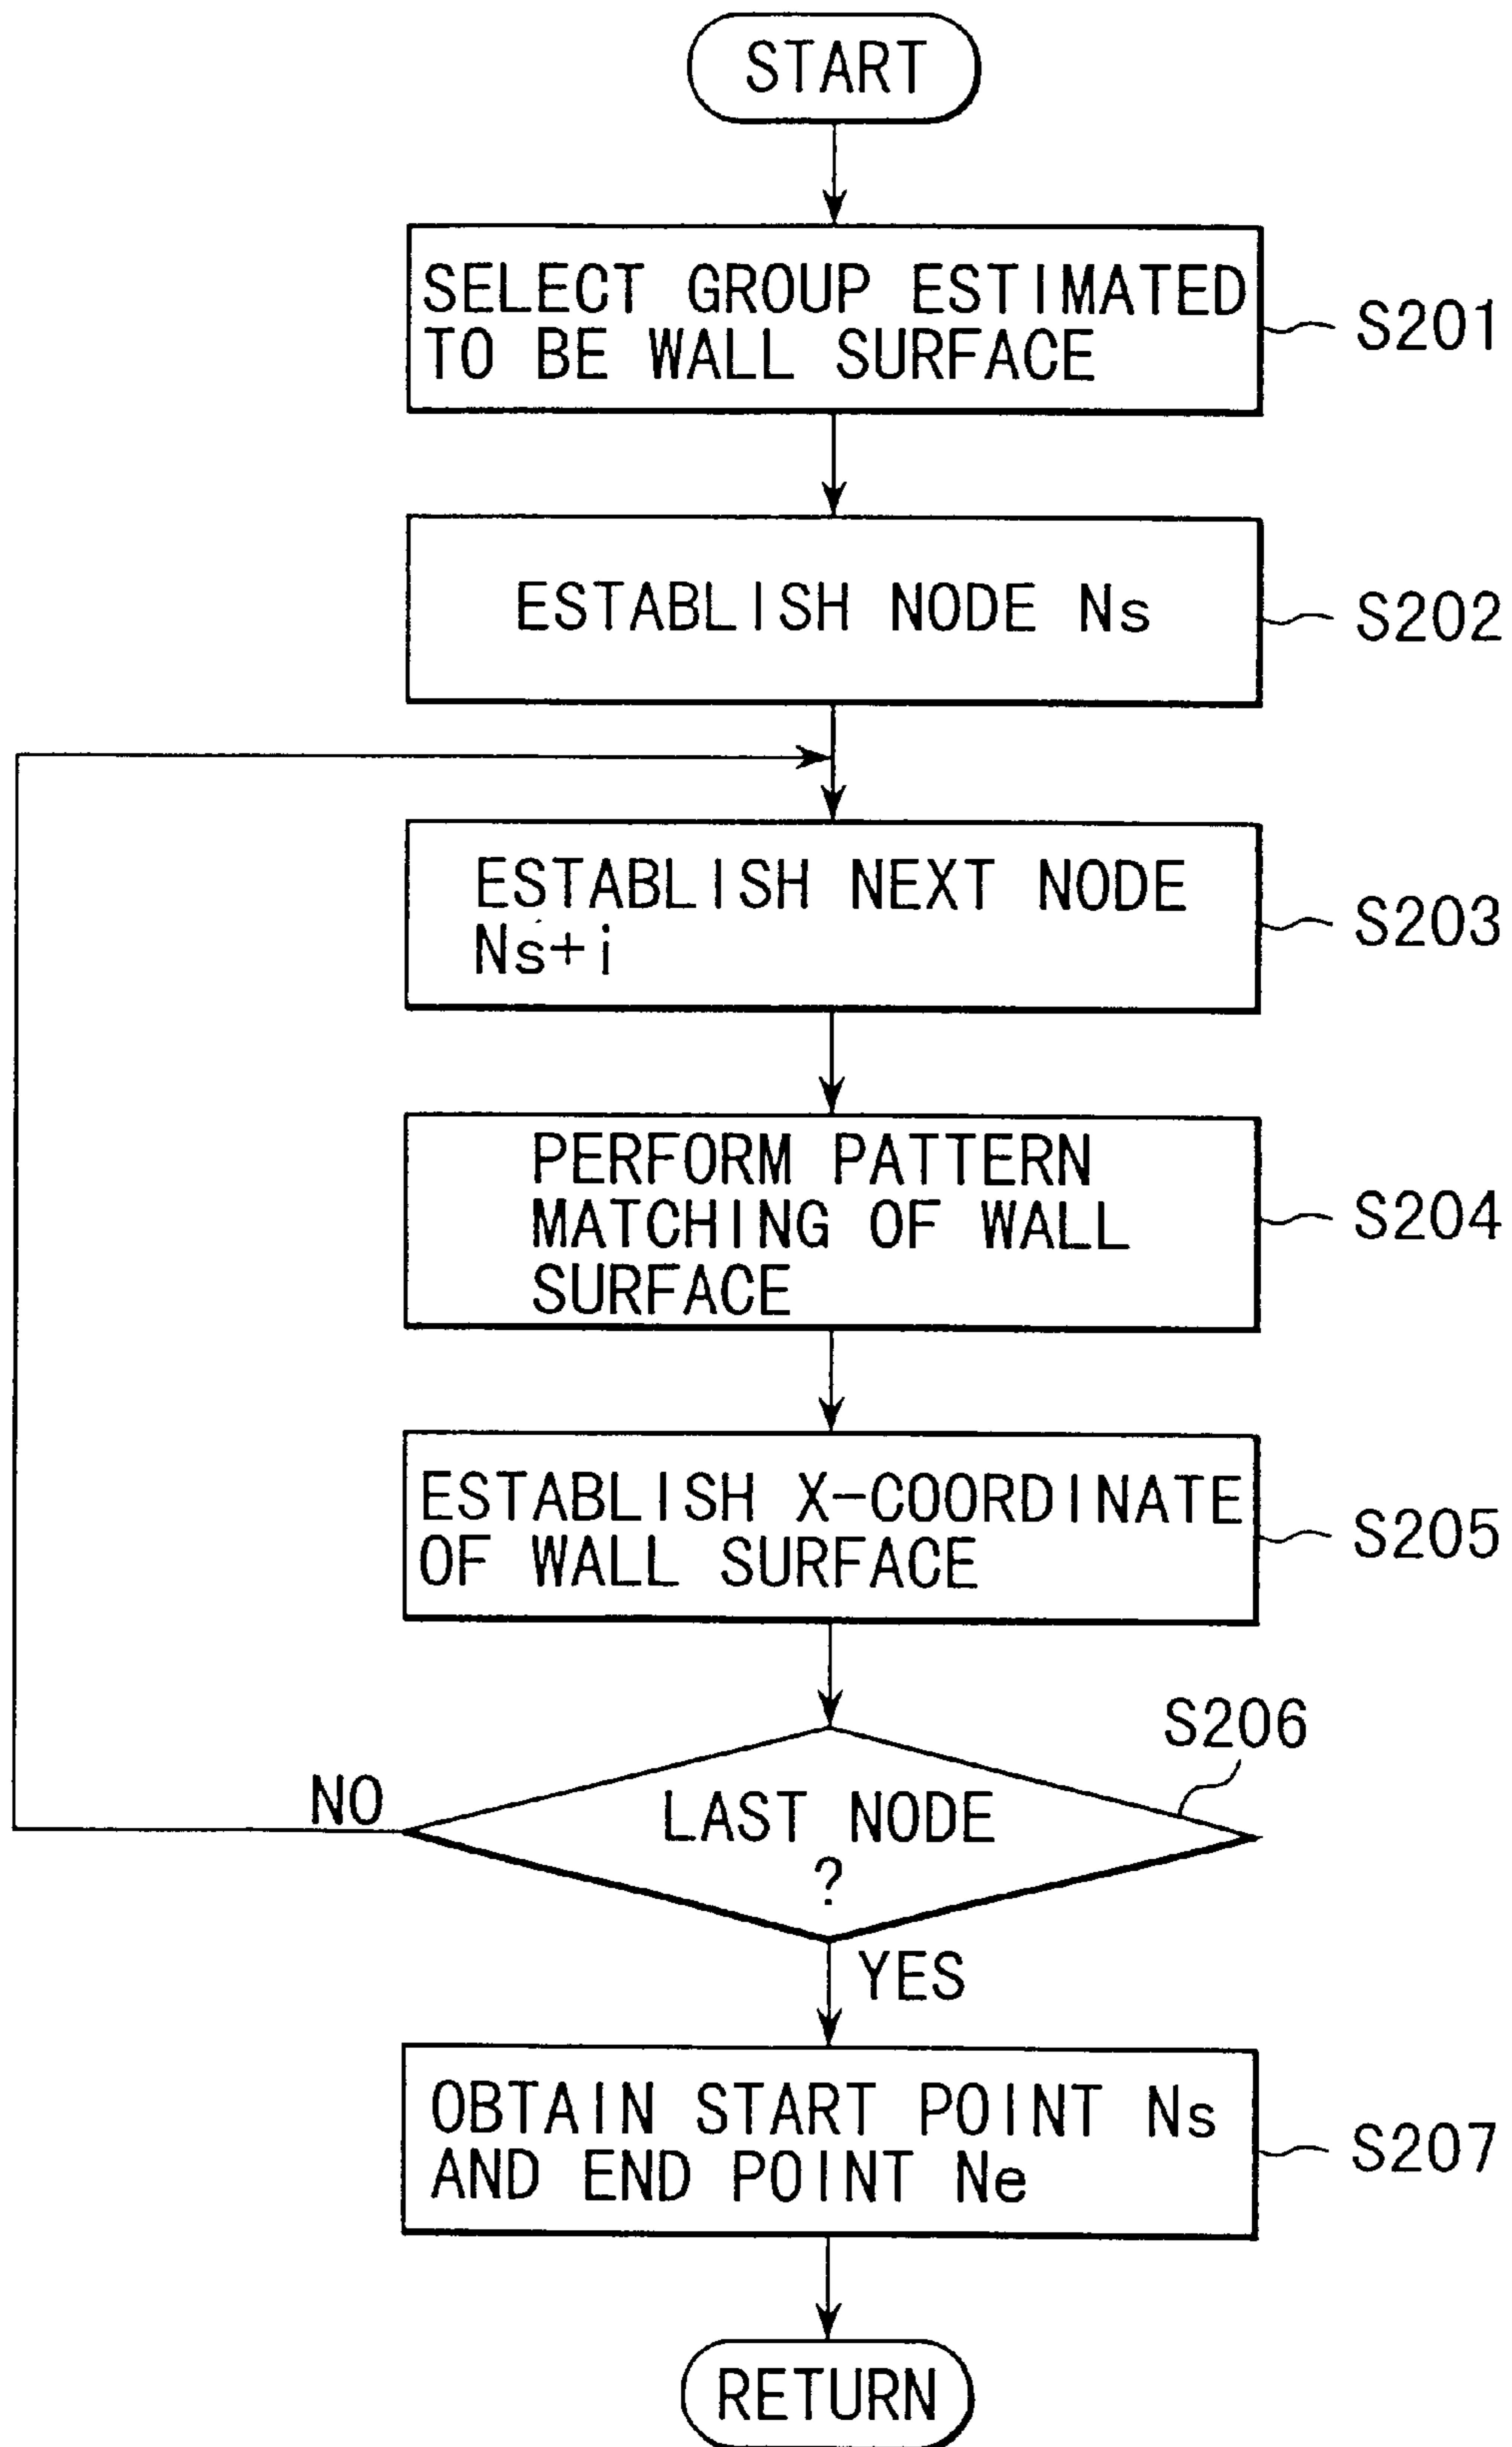 START
SELECT GROUP ESTIMATED
TO BE WALL SURFACE
S201
ESTABLISH NODE Ns
S202
ESTABLISH NEXT NODE
Ns+i
S203
PERFORM PATTERN
MATCHING OF WALL
SURFACE
S204
ESTABLISH X-COORDINATE
OF WALL SURFACE
S205
S206
LAST NODE
?
NO
YES
OBTAIN START POINT Ns
AND END POINT Ne
S207
RETURN